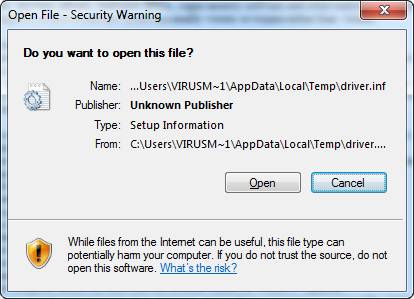 Open File - Security Warning
Do you want to open this file?
Name: ...Users\VIRUSM~1\AppData\Local\Temp\driver.inf
Publisher: Unknown Publisher
Type: Setup Information
From: C:\Users\VIRUSM~1\AppData\Local\Temp\driver....
Open Cancel
While files from the Internet can be useful, this file type can
potentially harm your computer. If you do not trust the source, do not
open this software. What's the risk?